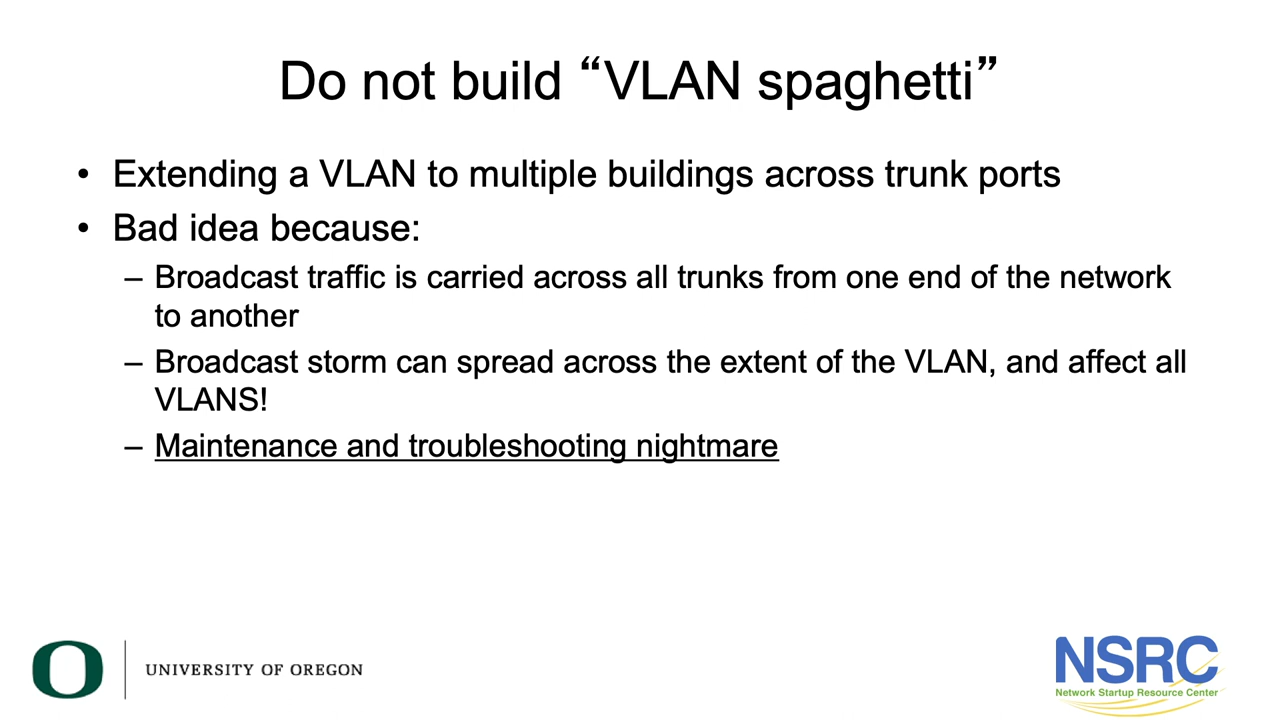 Do not build “VLAN spaghetti”
• Extending a VLAN to multiple buildings across trunk ports
• Bad idea because:
– Broadcast traffic is carried across all trunks from one end of the network
to another
– Broadcast storm can spread across the extent of the VLAN, and affect all
VLANS!
– Maintenance and troubleshooting nightmare
O
UNIVERSITY OF OREGON
NSRC
Network Startup Resource Center